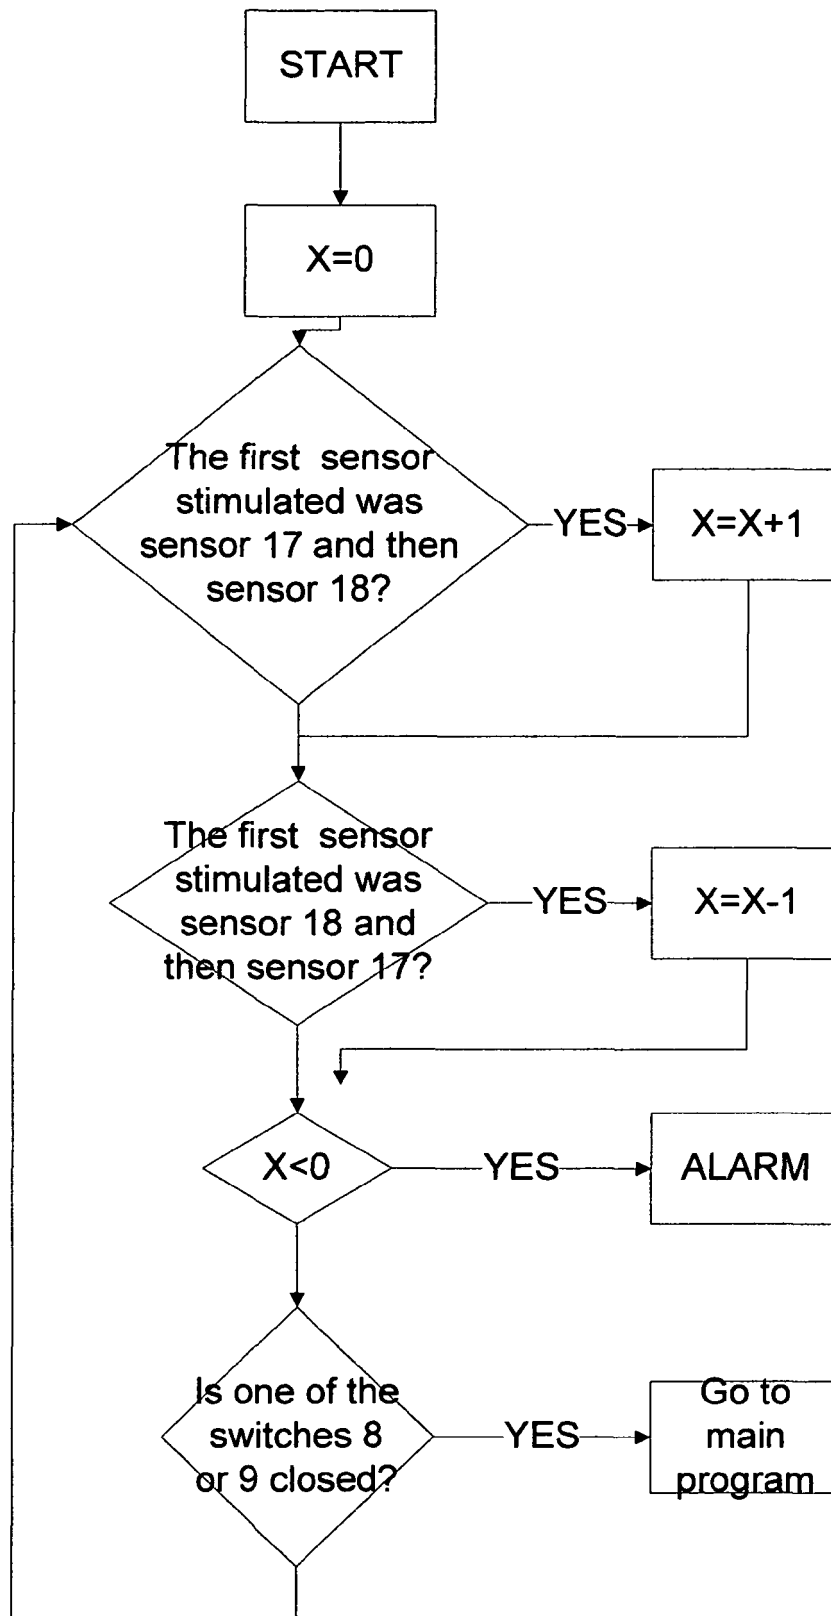 START
X=0
The first sensor
stimulated was
sensor 17 and then
sensor 18?
YES
X=X+1
The first sensor
stimulated was
sensor 18 and
then sensor 17?
YES
X=X-1
X<0
YES
ALARM
Is one of the
switches 8
or 9 closed?
YES
Go to
main
program